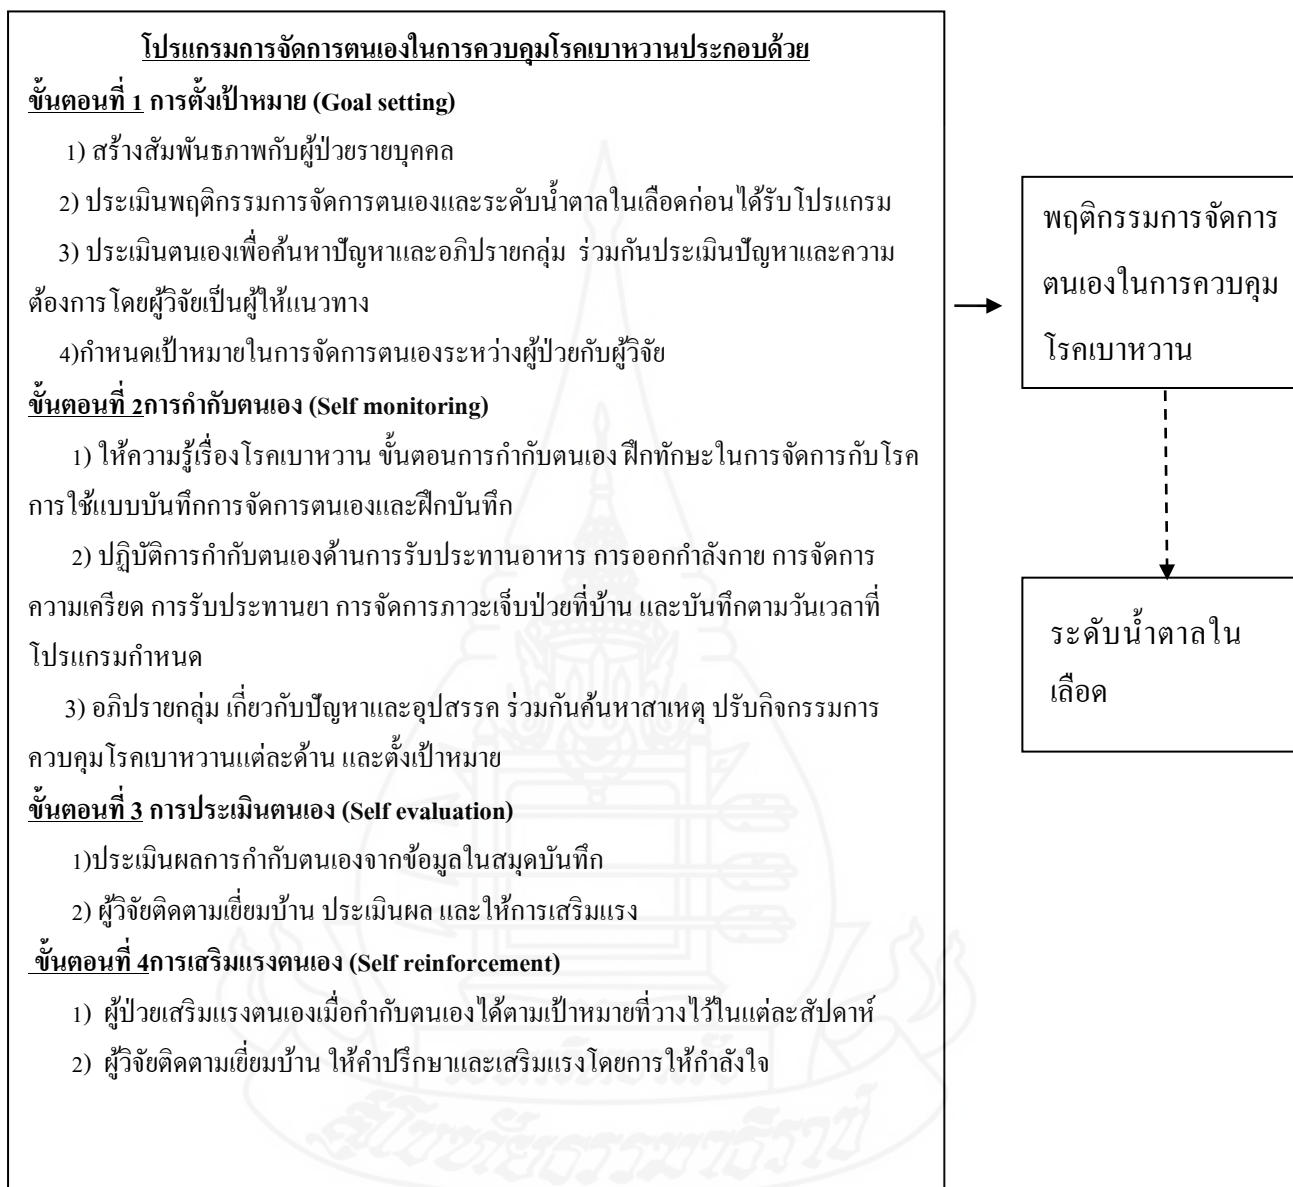 โปรแกรมการจัดการตนเองในการควบคุมโรคเบาหวานประกอบด้วย
ขั้นตอนที่ 1 การตั้งเป้าหมาย (Goal setting)
1) สร้างสัมพันธภาพกับผู้ป่วยรายบุคคล
2) ประเมินพฤติกรรมการจัดการตนเองและระดับน้ำตาลในเลือดก่อนได้รับโปรแกรม
3) ประเมินตนเองเพื่อค้นหาปัญหาและอภิปรายกลุ่ม ร่วมกันประเมินปัญหาและความ
ต้องการโดยผู้วิจัยเป็นผู้ให้แนวทาง
4)กำหนดเป้าหมายในการจัดการตนเองระหว่างผู้ป่วยกับผู้วิจัย
ขั้นตอนที่ 2การกำกับตนเอง (Self monitoring)
1) ให้ความรู้เรื่องโรคเบาหวาน ขั้นตอนการกำกับตนเอง ฝึกทักษะในการจัดการกับโรค
การใช้แบบบันทึกการจัดการตนเองและฝึกบันทึก
2) ปฏิบัติการกำกับตนเองด้านการรับประทานอาหาร การออกกำลังกาย การจัดการ
ความเครียด การรับประทานยา การจัดการภาวะเจ็บป่วยที่บ้าน และบันทึกตามวันเวลาที่
โปรแกรมกำหนด
3) อภิปรายกลุ่ม เกี่ยวกับปัญหาและอุปสรรค ร่วมกันค้นหาสาเหตุ ปรับกิจกรรมการ
ควบคุมโรคเบาหวานแต่ละด้าน และตั้งเป้าหมาย
ขั้นตอนที่ 3 การประเมินตนเอง (Self evaluation)
1)ประเมินผลการกำกับตนเองจากข้อมูลในสมุดบันทึก
2) ผู้วิจัยติดตามเยี่ยมบ้าน ประเมินผล และให้การเสริมแรง
ขั้นตอนที่ 4การเสริมแรงตนเอง (Self reinforcement)
1) ผู้ป่วยเสริมแรงตนเองเมื่อกำกับตนเองได้ตามเป้าหมายที่วางไว้ในแต่ละสัปดาห์
2) ผู้วิจัยติดตามเยี่ยมบ้าน ให้คำปรึกษาและเสริมแรงโดยการให้กำลังใจ
พฤติกรรมการจัดการ
ตนเองในการควบคุม
โรคเบาหวาน
ระดับน้ำตาลใน
เลือด